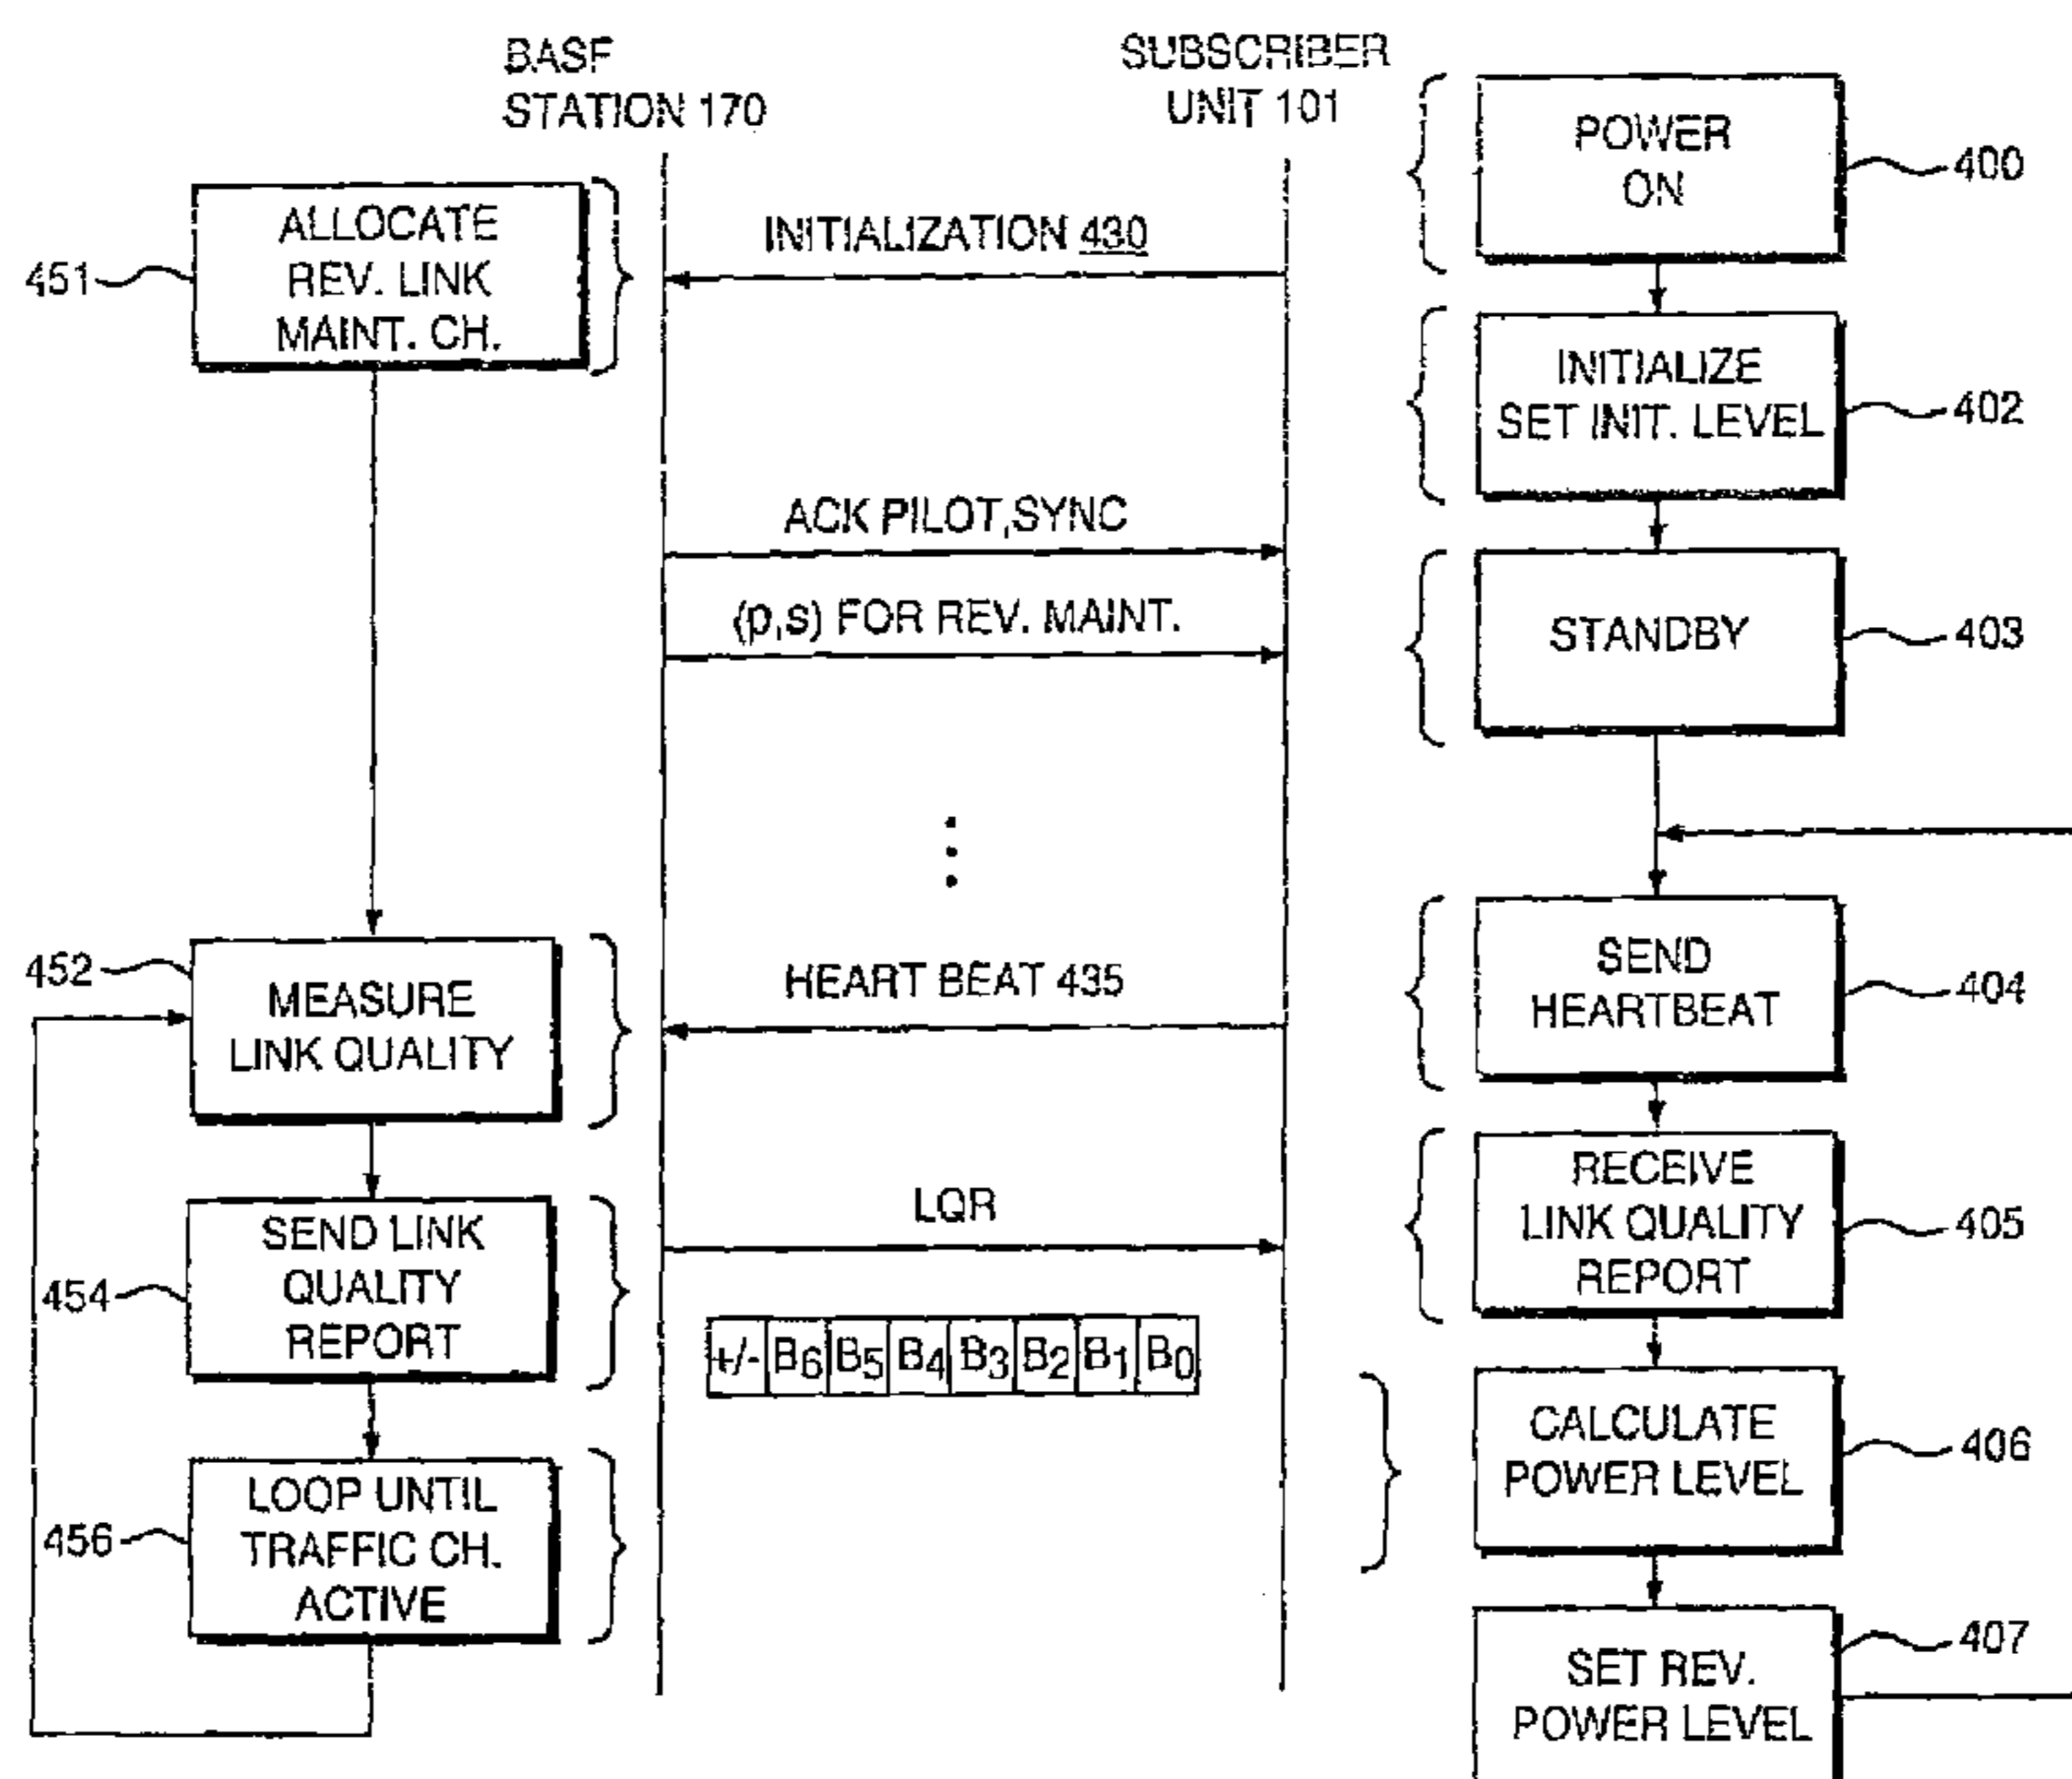 BASE
STATION 170
SUBSCRIBER
UNIT 101
POWER
ON
400
ALLOCATE
REV. LINK
MAINT. CH.
451
INITIALIZATION 430
INITIALIZE
SET INIT. LEVEL
402
ACK PILOT,SYNC
(p,s) FOR REV. MAINT.
STANDBY
403
452
MEASURE
LINK QUALITY
HEART BEAT 435
SEND
HEARTBEAT
404
454
SEND LINK
QUALITY
REPORT
LQR
RECEIVE
LINK QUALITY
REPORT
405
+/- B6 B5 B4 B3 B2 B1 B0
CALCULATE
POWER LEVEL
406
456
LOOP UNTIL
TRAFFIC CH.
ACTIVE
SET REV.
POWER LEVEL
407